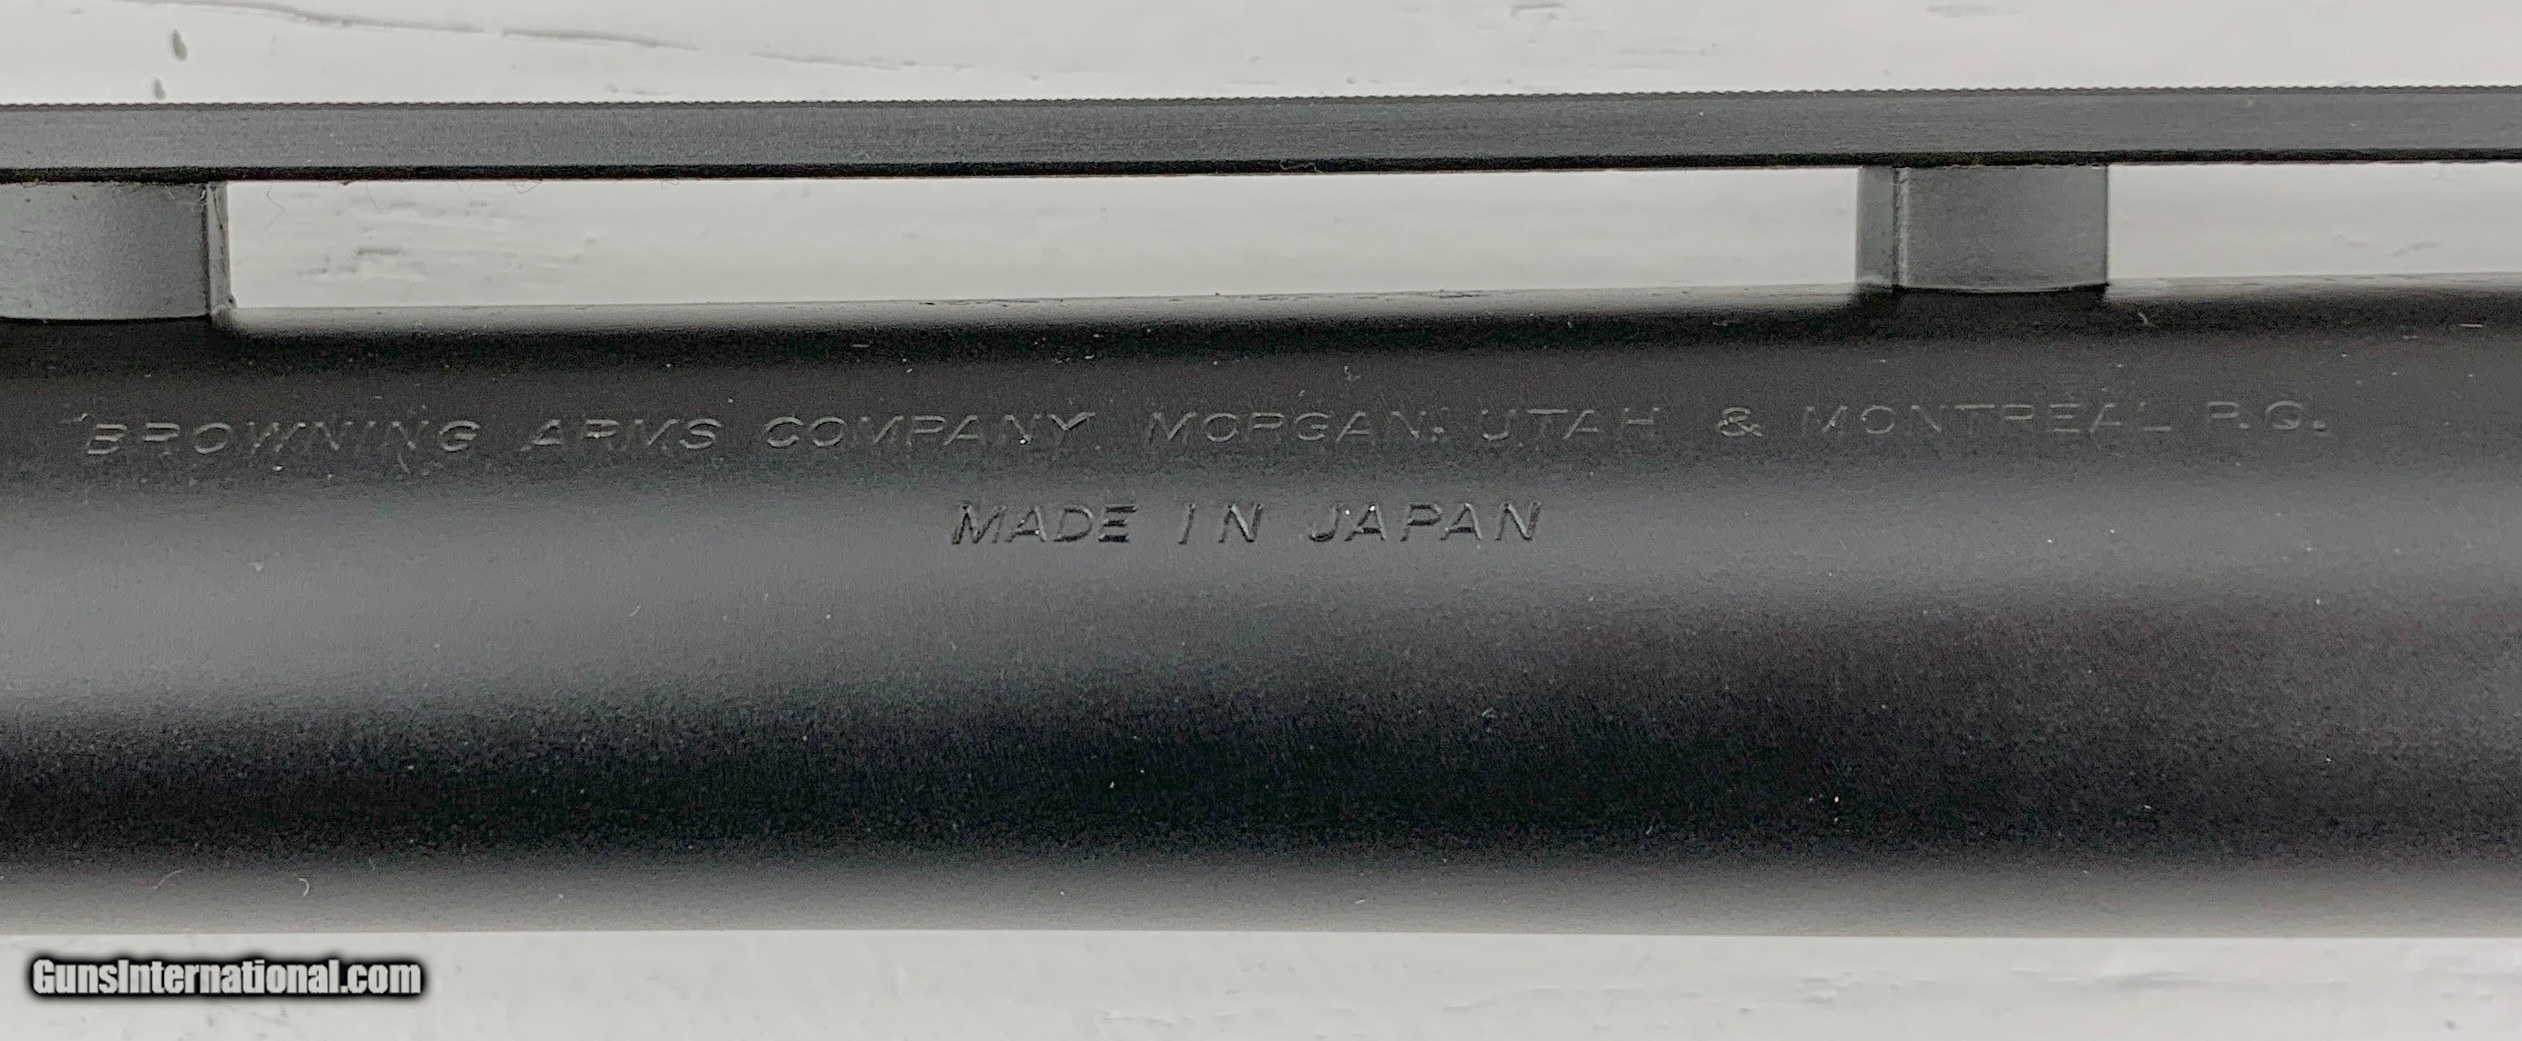 BROWNING ARMS COMPANY, MORGAN, UTAH & MONTREAL P.Q.
MADE IN JAPAN
GunsInternational.com